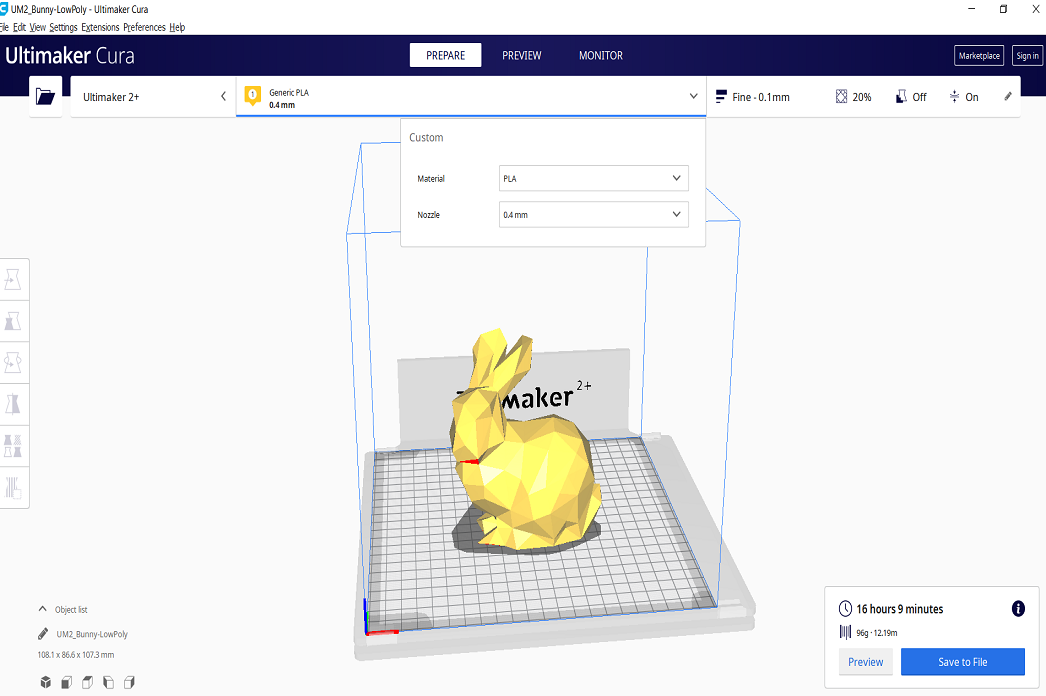 UM2_Bunny-LowPoly - Ultimaker Cura
File Edit View Settings Extensions Preferences Help
Ultimaker Cura
PREPARE PREVIEW MONITOR
Marketplace Sign in
Ultimaker 2+
1 Generic PLA
0.4 mm
Fine - 0.1mm 20% Off On
Custom
Material PLA
Nozzle 0.4 mm
maker 2+
Object list
UM2_Bunny-LowPoly
108.1 x 86.6 x 107.3 mm
16 hours 9 minutes
96g · 12.19m
Preview Save to File